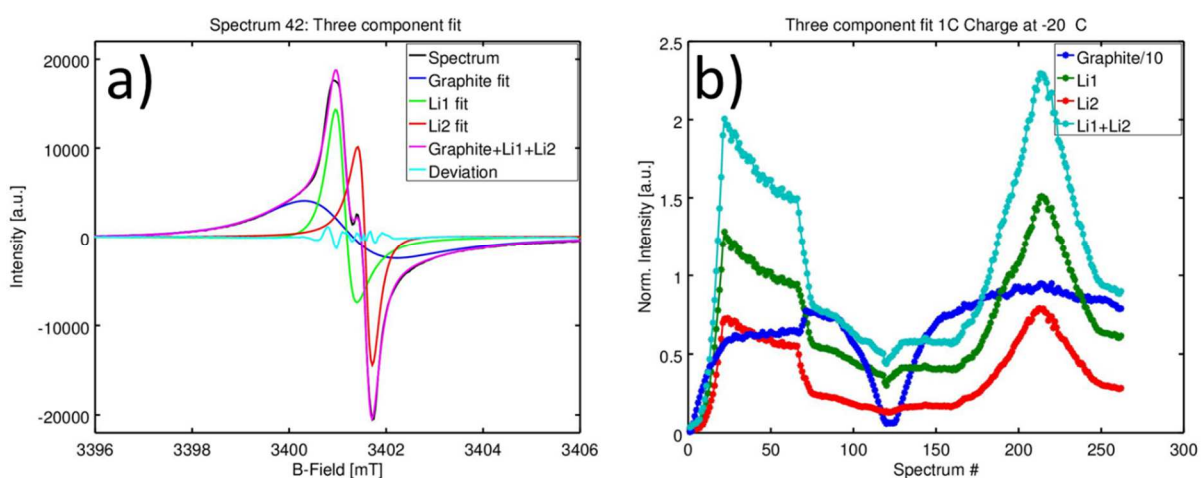 Spectrum 42: Three component fit
a)
Spectrum
Graphite fit
Li1 fit
Li2 fit
Graphite+Li1+Li2
Deviation
20000
10000
0
-10000
-20000
Intensity [a.u.]
3396 3398 3400 3402 3404 3406
B-Field [mT]
Three component fit 1C Charge at -20 C
b)
Graphite/10
Li1
Li2
Li1+Li2
2.5
2
1.5
1
0.5
0
Norm. Intensity [a.u.]
0 50 100 150 200 250 300
Spectrum #